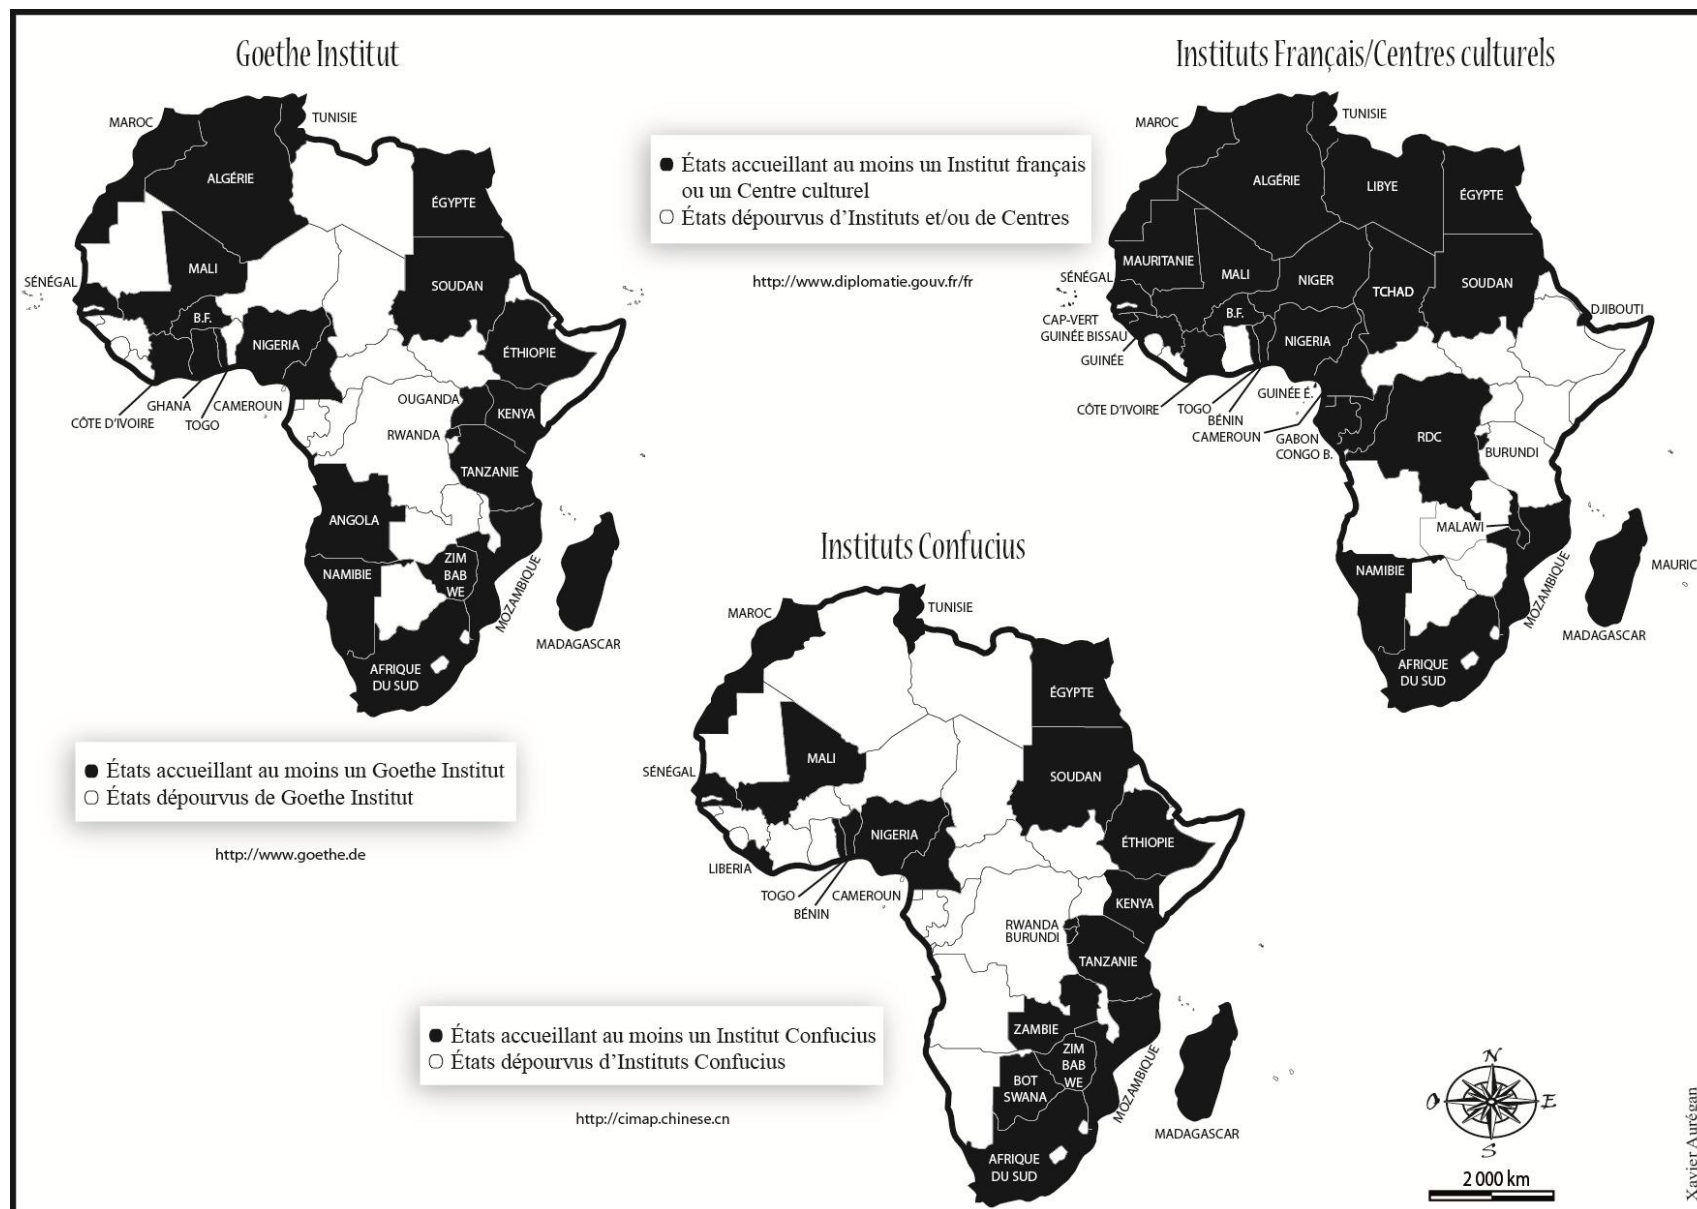 Goethe Institut
MAROC
TUNISIE
ALGÉRIE
ÉGYPTE
MALI
SOUDAN
SÉNÉGAL
B.F.
NIGERIA
ÉTHIOPIE
OUGANDA
KENYA
CÔTE D'IVOIRE
GHANA
TOGO
CAMEROUN
RWANDA
TANZANIE
ANGOLA
ZIM
BAB
WE
NAMIBIE
MOZAMBIQUE
MADAGASCAR
AFRIQUE
DU SUD
États accueillant au moins un Goethe Institut
États dépourvus de Goethe Institut
http://www.goethe.de
Instituts Français/Centres culturels
États accueillant au moins un Institut français
ou un Centre culturel
États dépourvus d'Instituts et/ou de Centres
http://www.diplomatie.gouv.fr/fr
MAROC
TUNISIE
ALGÉRIE
LIBYE
ÉGYPTE
MAURITANIE
SÉNÉGAL
MALI
NIGER
TCHAD
SOUDAN
CAP-VERT
GUINÉE BISSAU
GUINÉE
B.F.
NIGERIA
DJIBOUTI
CÔTE D'IVOIRE
TOGO
BÉNIN
CAMEROUN
GUINÉE É.
GABON
CONGO B.
RDC
BURUNDI
MALAWI
NAMIBIE
MOZAMBIQUE
MAURIC
MADAGASCAR
AFRIQUE
DU SUD
Instituts Confucius
MAROC
TUNISIE
ÉGYPTE
MALI
SOUDAN
SÉNÉGAL
NIGERIA
ÉTHIOPIE
LIBERIA
TOGO
BÉNIN
CAMEROUN
KENYA
RWANDA
BURUNDI
TANZANIE
ZAMBIE
ZIM
BAB
WE
BOT
SWANA
MOZAMBIQUE
MADAGASCAR
AFRIQUE
DU SUD
États accueillant au moins un Institut Confucius
États dépourvus d'Instituts Confucius
http://cimap.chinese.cn
N
O
E
S
2 000 km
Xavier Aurégan